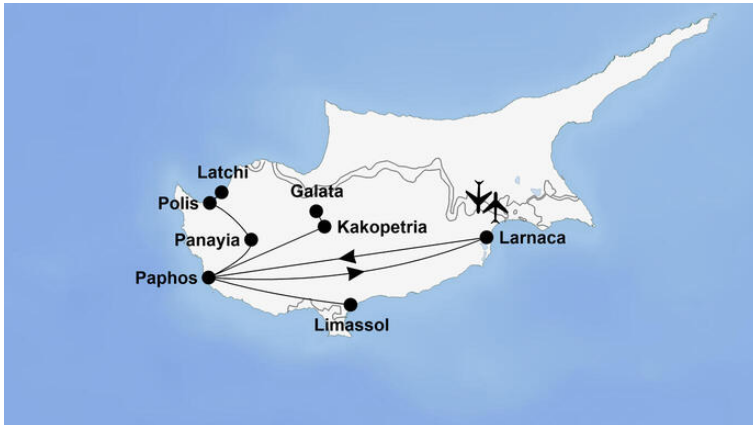 Latchi
Polis
Galata
Panayia
Kakopetria
Larnaca
Paphos
Limassol